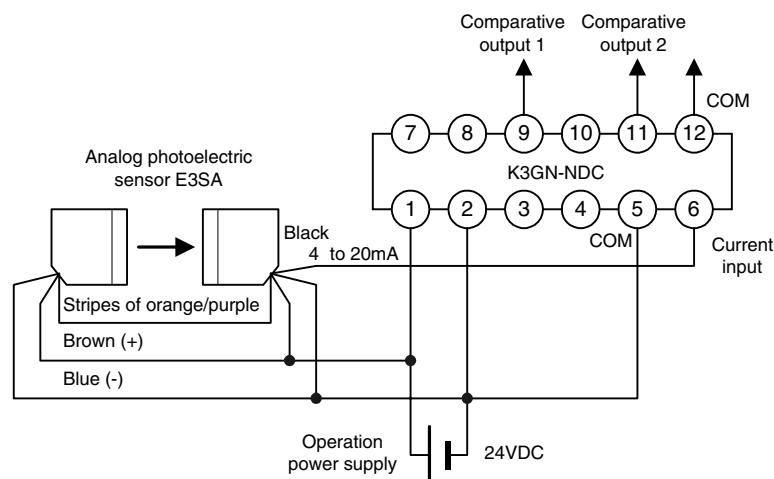 Comparative
output 1
Comparative
output 2
COM
7 8 9 10 11 12
Analog photoelectric
sensor E3SA
K3GN-NDC
1 2 3 4 5 6
Black
4 to 20mA
COM
Current
input
Stripes of orange/purple
Brown (+)
Blue (-)
Operation
power supply
24VDC